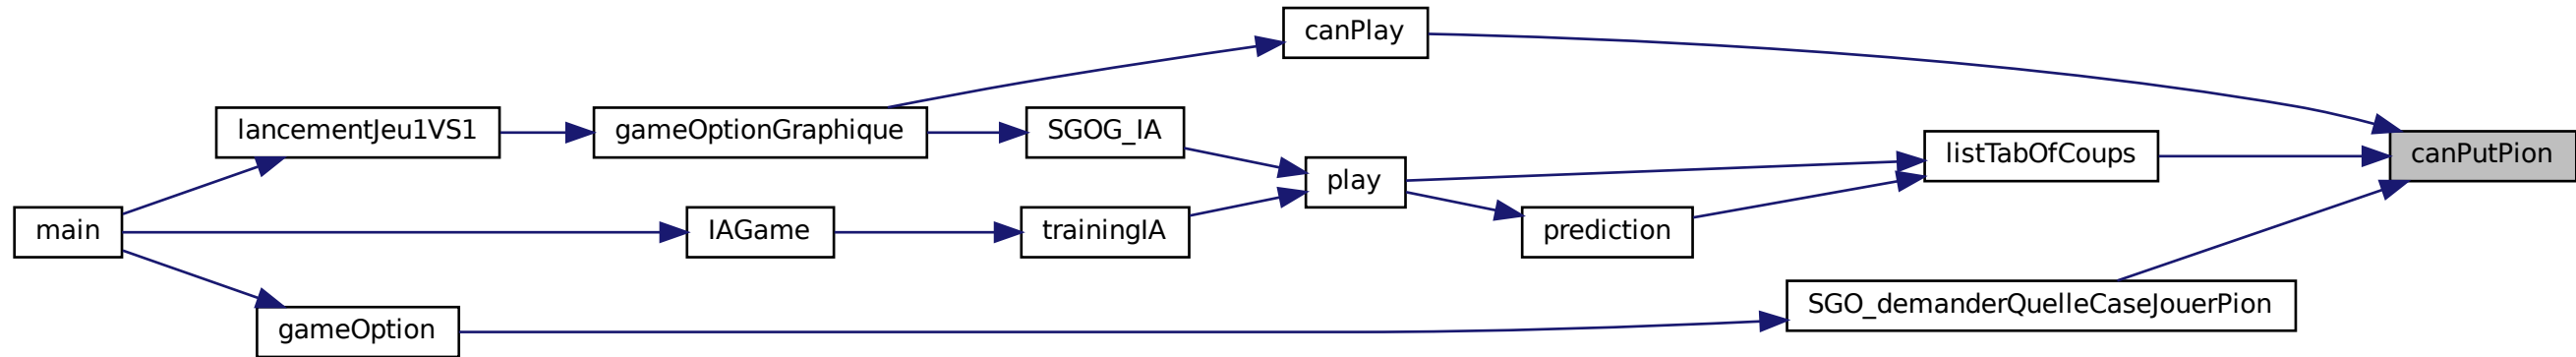 canPlay
lancementJeu1VS1
gameOptionGraphique
SGOG_IA
listTabOfCoups
canPutPion
play
main
IAGame
trainingIA
prediction
SGO_demanderQuelleCaseJouerPion
gameOption